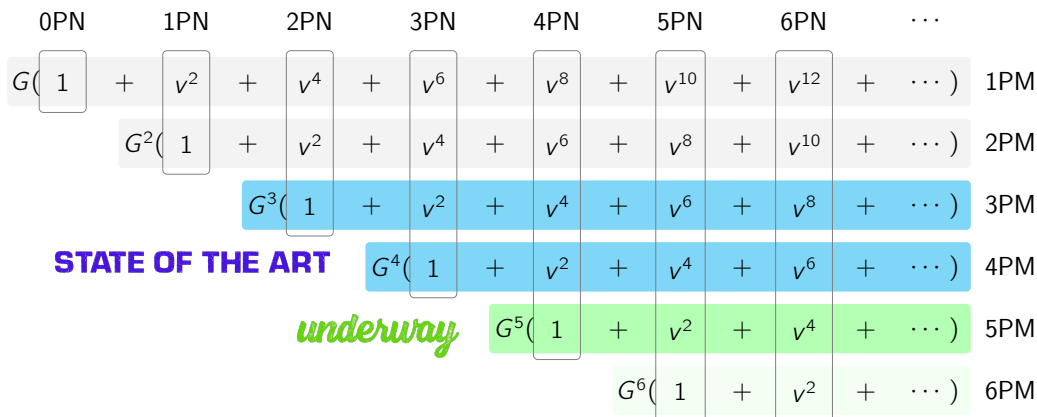 0PN 1PN 2PN 3PN 4PN 5PN 6PN ⋯
G( 1 + v² + v⁴ + v⁶ + v⁸ + v¹⁰ + v¹² + ⋯ ) 1PM
G²( 1 + v² + v⁴ + v⁶ + v⁸ + v¹⁰ + ⋯ ) 2PM
G³( 1 + v² + v⁴ + v⁶ + v⁸ + ⋯ ) 3PM
STATE OF THE ART G⁴( 1 + v² + v⁴ + v⁶ + ⋯ ) 4PM
underway G⁵( 1 + v² + v⁴ + ⋯ ) 5PM
G⁶( 1 + v² + ⋯ ) 6PM